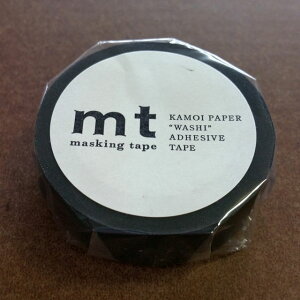 mt
masking tape
KAMOI PAPER
"WASHI"
ADHESIVE
TAPE